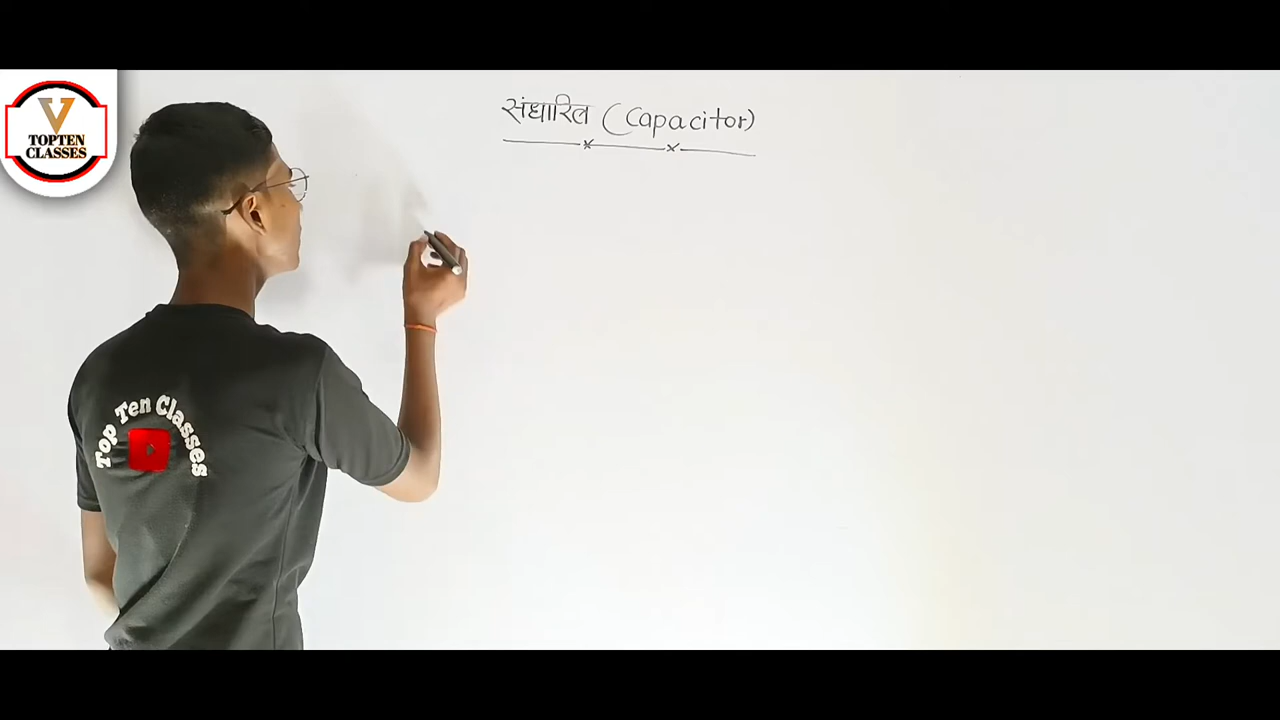 संधारित (Capacitor)
V
TOPTEN
CLASSES
Top Ten Classes